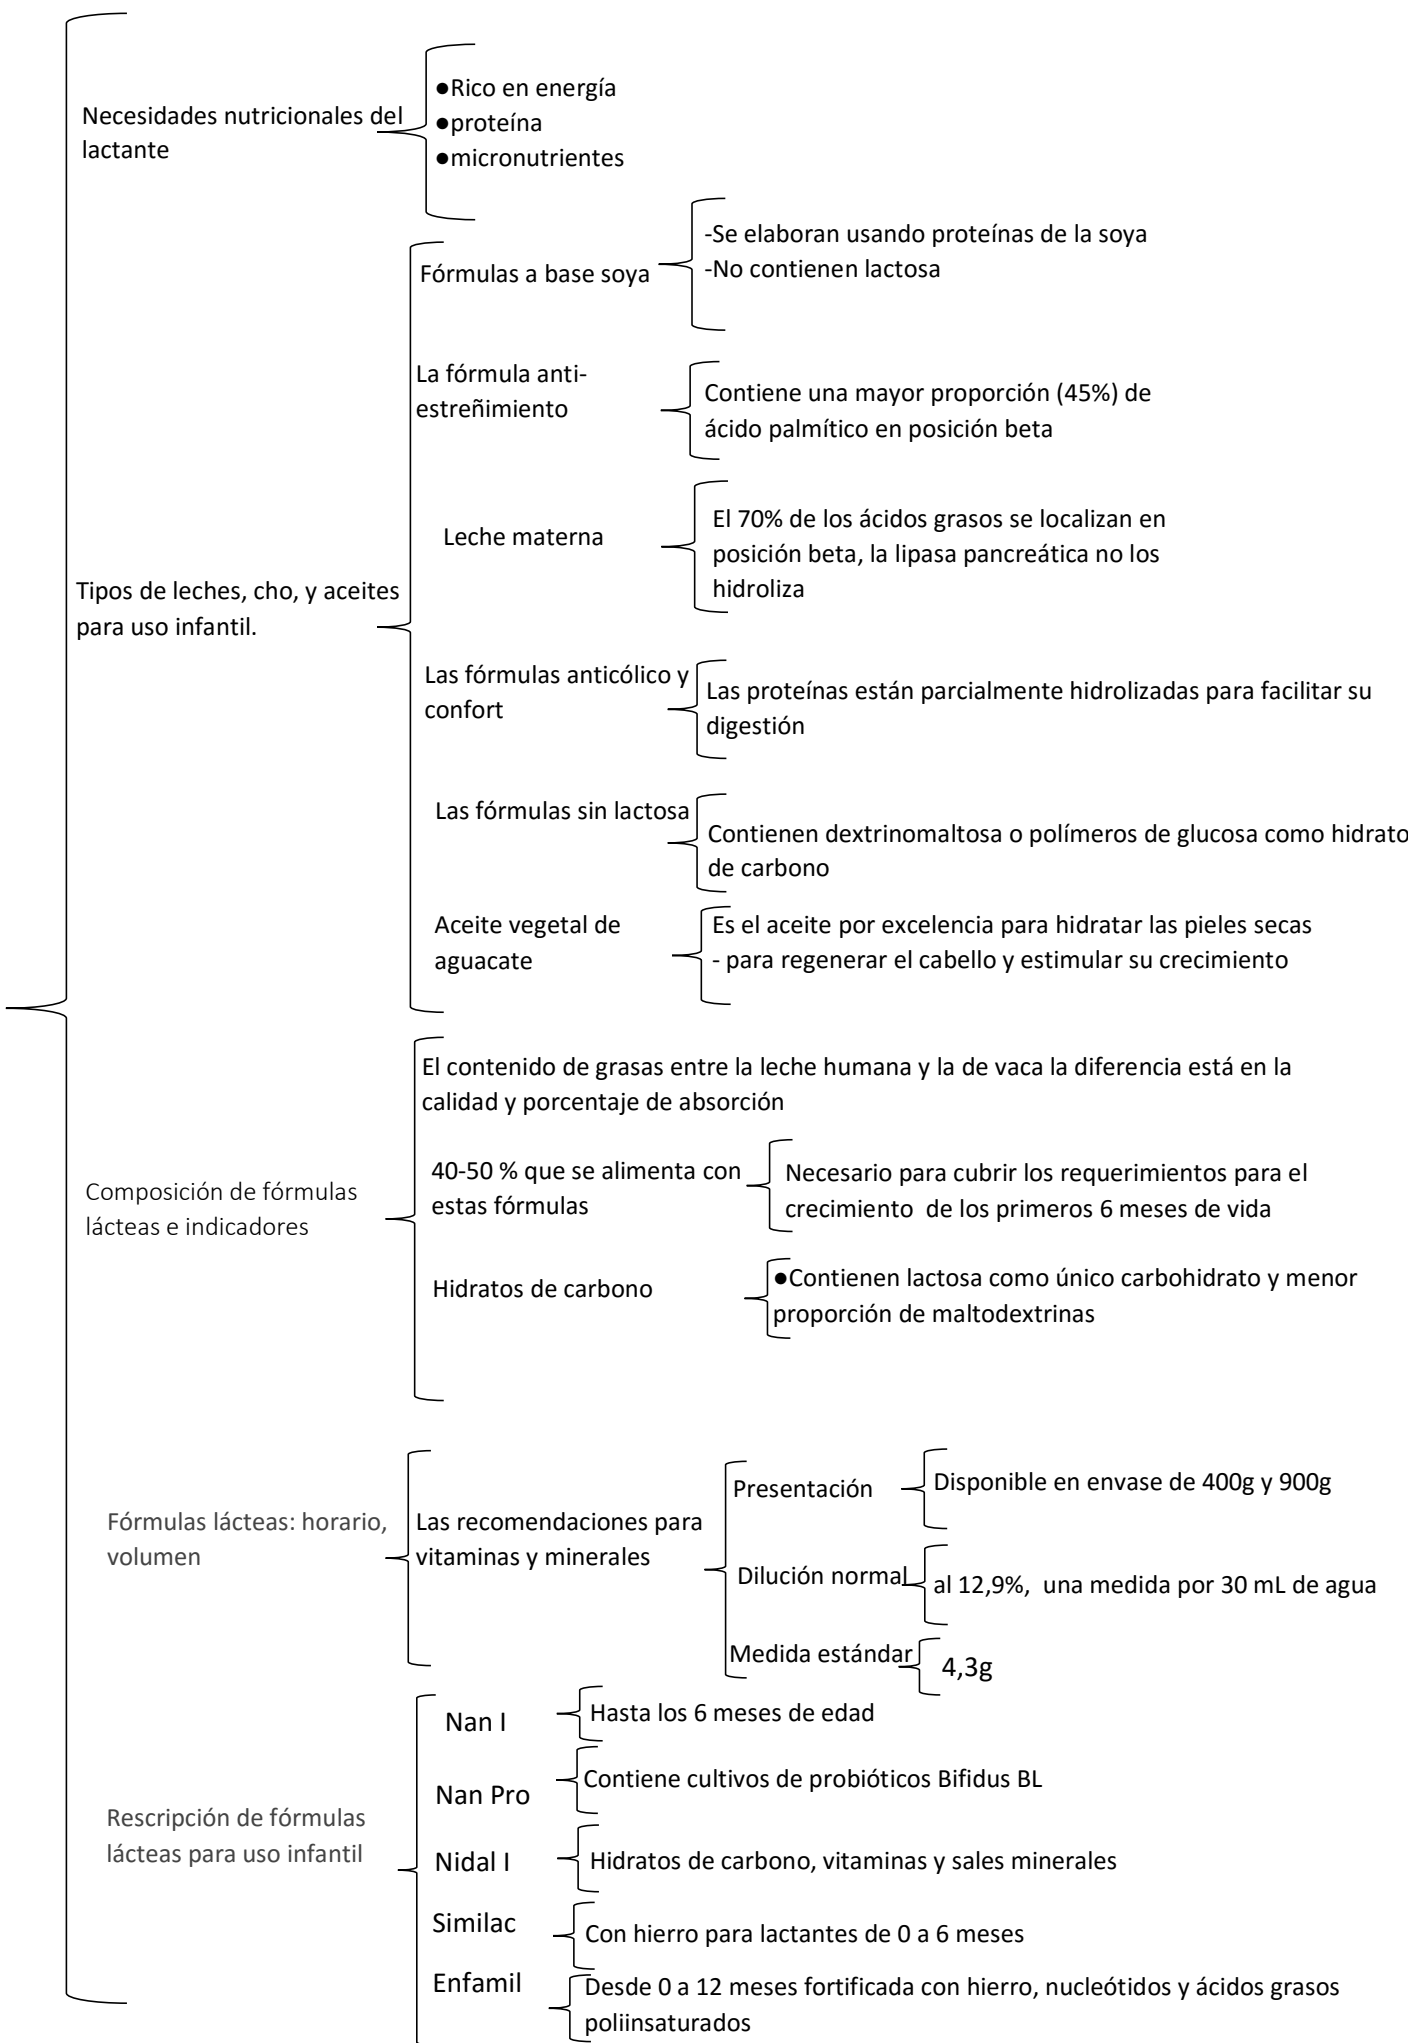 Necesidades nutricionales del
lactante
●Rico en energía
●proteína
●micronutrientes
Tipos de leches, cho, y aceites
para uso infantil.
Fórmulas a base soya
-Se elaboran usando proteínas de la soya
-No contienen lactosa
La fórmula anti-
estreñimiento
Contiene una mayor proporción (45%) de
ácido palmítico en posición beta
Leche materna
El 70% de los ácidos grasos se localizan en
posición beta, la lipasa pancreática no los
hidroliza
Las fórmulas anticólico y
confort
Las proteínas están parcialmente hidrolizadas para facilitar su
digestión
Las fórmulas sin lactosa
Contienen dextrinomaltosa o polímeros de glucosa como hidrato
de carbono
Aceite vegetal de
aguacate
Es el aceite por excelencia para hidratar las pieles secas
- para regenerar el cabello y estimular su crecimiento
Composición de fórmulas
lácteas e indicadores
El contenido de grasas entre la leche humana y la de vaca la diferencia está en la
calidad y porcentaje de absorción
40-50 % que se alimenta con
estas fórmulas
Necesario para cubrir los requerimientos para el
crecimiento de los primeros 6 meses de vida
Hidratos de carbono
●Contienen lactosa como único carbohidrato y menor
proporción de maltodextrinas
Fórmulas lácteas: horario,
volumen
Las recomendaciones para
vitaminas y minerales
Presentación
Disponible en envase de 400g y 900g
Dilución normal
al 12,9%, una medida por 30 mL de agua
Medida estándar
4,3g
Rescripción de fórmulas
lácteas para uso infantil
Nan I
Hasta los 6 meses de edad
Nan Pro
Contiene cultivos de probióticos Bifidus BL
Nidal I
Hidratos de carbono, vitaminas y sales minerales
Similac
Con hierro para lactantes de 0 a 6 meses
Enfamil
Desde 0 a 12 meses fortificada con hierro, nucleótidos y ácidos grasos
poliinsaturados